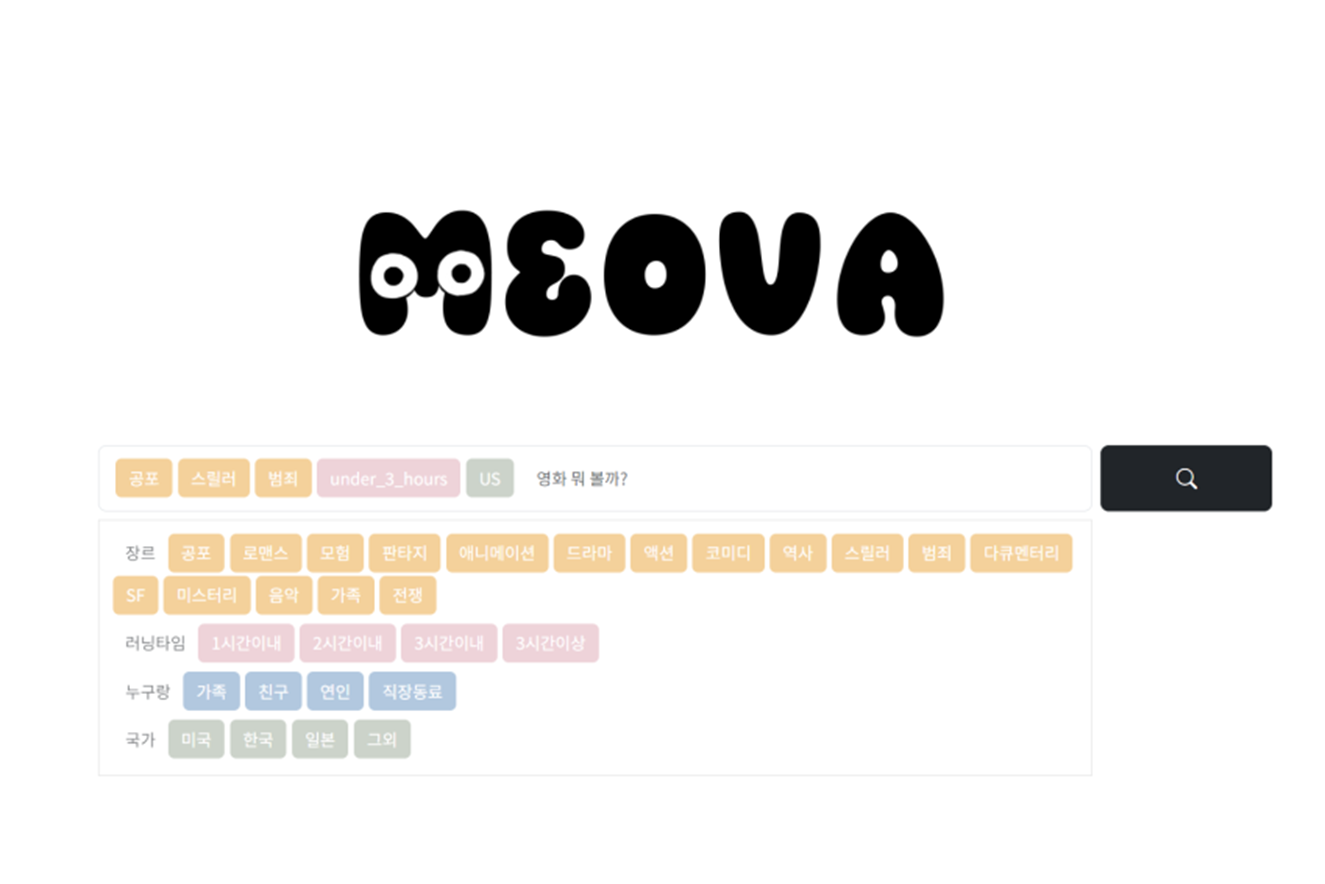 MEOVA
공포 스릴러 범죄 under_3_hours US 영화 뭐 볼까?
장르 공포 로맨스 모험 판타지 애니메이션 드라마 액션 코미디 역사 스릴러 범죄 다큐멘터리
SF 미스터리 음악 가족 전쟁
러닝타임 1시간이내 2시간이내 3시간이내 3시간이상
누구랑 가족 친구 연인 직장동료
국가 미국 한국 일본 그외